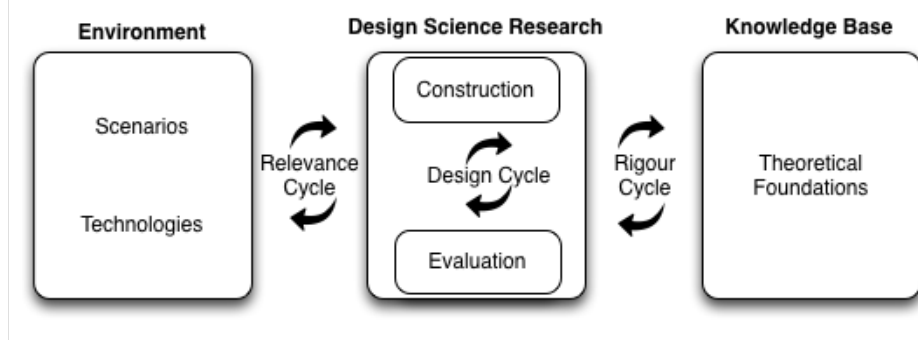 Environment
Design Science Research
Knowledge Base
Scenarios
Technologies
Relevance
Cycle
Construction
Design Cycle
Evaluation
Rigour
Cycle
Theoretical
Foundations